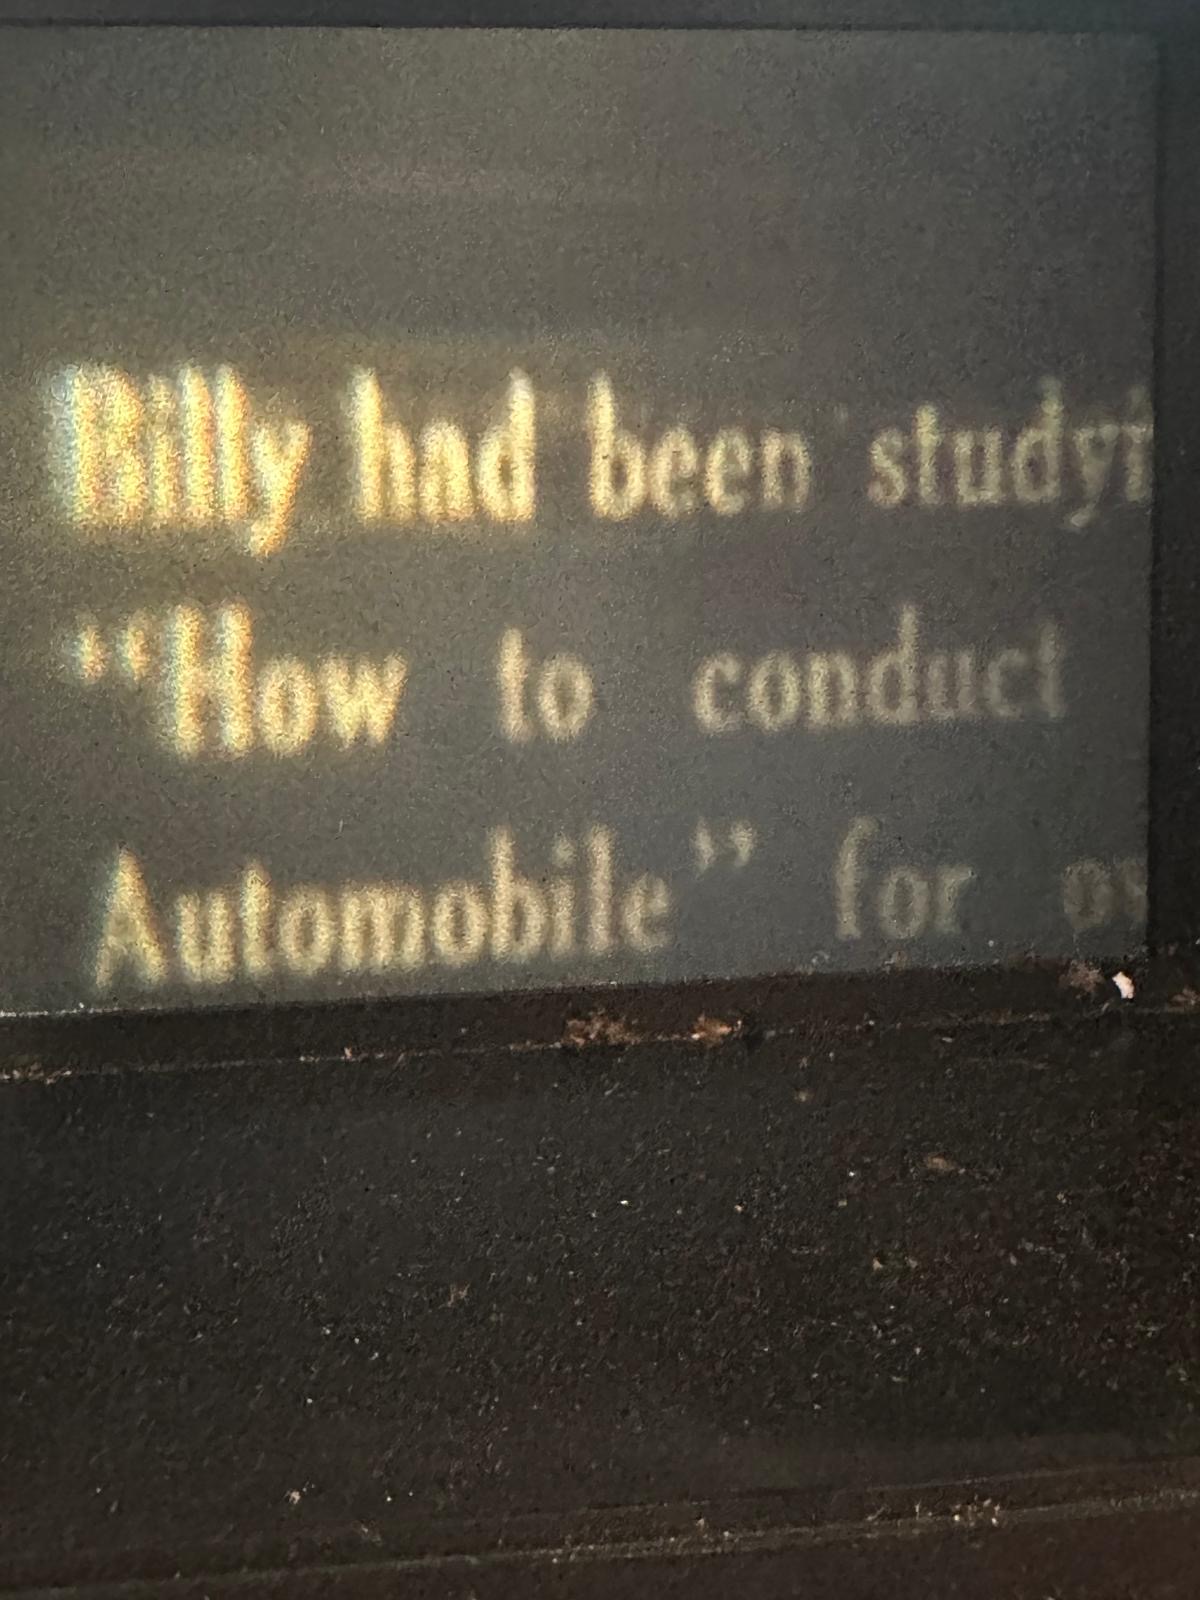 Billy had been studyi
“How to conduct
Automobile” for